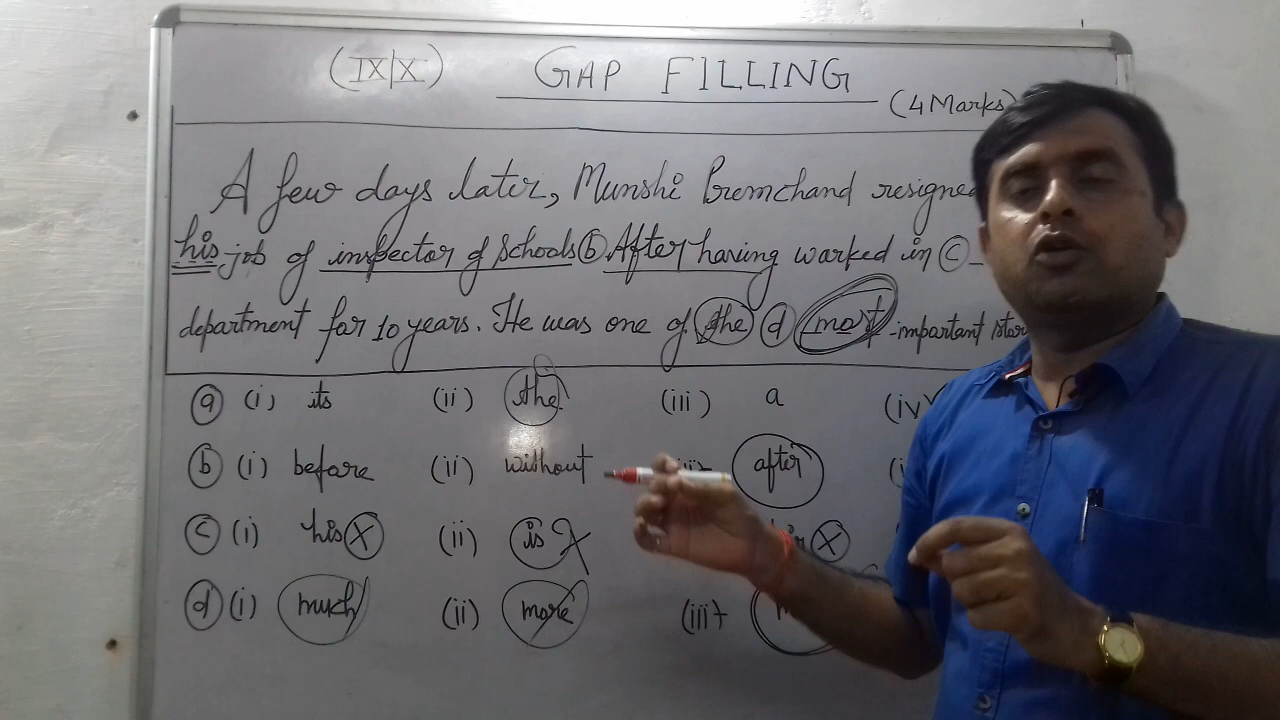 (IX|X) GAP FILLING (4 Marks)
A few days later, Munshi Premchand resigned
his job of inspector of schools (b) After having worked in (c) _
department for 10 years. He was one of the (d) most important
(a) (i) its (ii) the (iii) a (iv)
(b) (i) before (ii) without after
(c) (i) his X (ii) is X X
(d) (i) much (ii) more (iii)